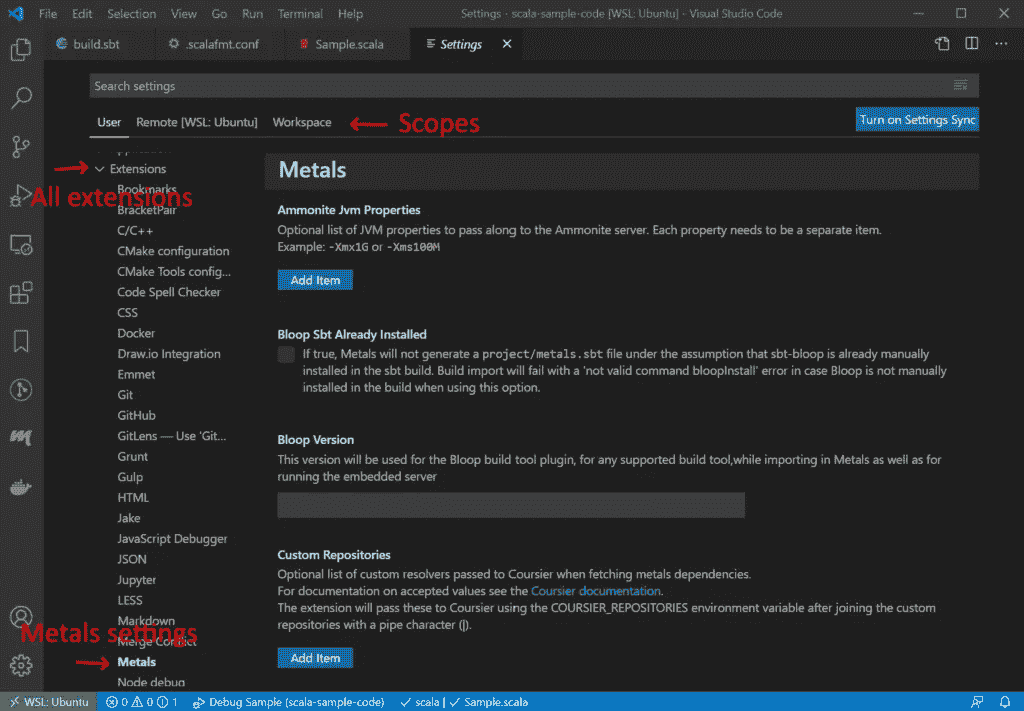 File Edit Selection View Go Run Terminal Help Settings - scala-sample-code [WSL: Ubuntu] - Visual Studio Code
build.sbt .scalafmt.conf Sample.scala Settings
Search settings
User Remote [WSL: Ubuntu] Workspace Scopes Turn on Settings Sync
Extensions
All extensions
Bookmarks
BracketPair
C/C++
CMake configuration
CMake Tools config...
Code Spell Checker
CSS
Docker
Draw.io Integration
Emmet
Git
GitHub
GitLens — Use 'Git...
Grunt
Gulp
HTML
Jake
JavaScript Debugger
JSON
Jupyter
LESS
Markdown
Metals settings
Merge Conflict
Metals
Node debug
Metals
Ammonite Jvm Properties
Optional list of JVM properties to pass along to the Ammonite server. Each property needs to be a separate item.
Example: -Xmx1G or -Xms100M
Add Item
Bloop Sbt Already Installed
If true, Metals will not generate a project/metals.sbt file under the assumption that sbt-bloop is already manually
installed in the sbt build. Build import will fail with a 'not valid command bloopInstall' error in case Bloop is not manually
installed in the build when using this option.
Bloop Version
This version will be used for the Bloop build tool plugin, for any supported build tool,while importing in Metals as well as for
running the embedded server
Custom Repositories
Optional list of custom resolvers passed to Coursier when fetching metals dependencies.
For documentation on accepted values see the Coursier documentation.
The extension will pass these to Coursier using the COURSIER_REPOSITORIES environment variable after joining the custom
repositories with a pipe character (|).
Add Item
WSL: Ubuntu 0 0 1 Debug Sample (scala-sample-code) scala | Sample.scala